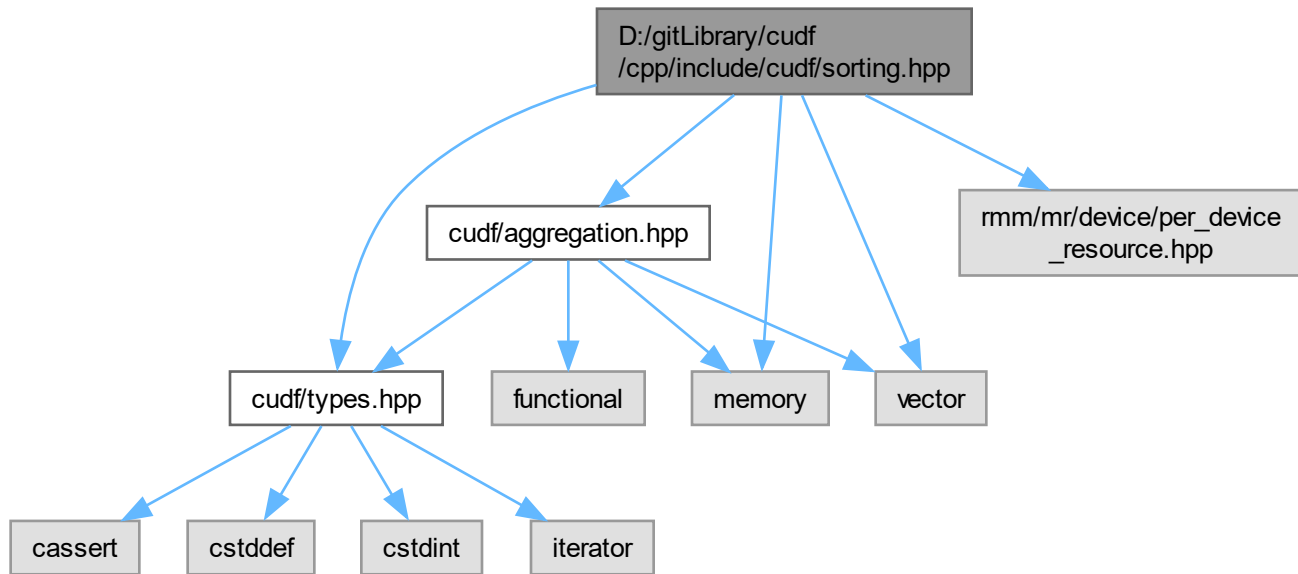 D:/gitLibrary/cudf
/cpp/include/cudf/sorting.hpp
rmm/mr/device/per_device
_resource.hpp
cudf/aggregation.hpp
cudf/types.hpp
functional
memory
vector
cassert
cstddef
cstdint
iterator